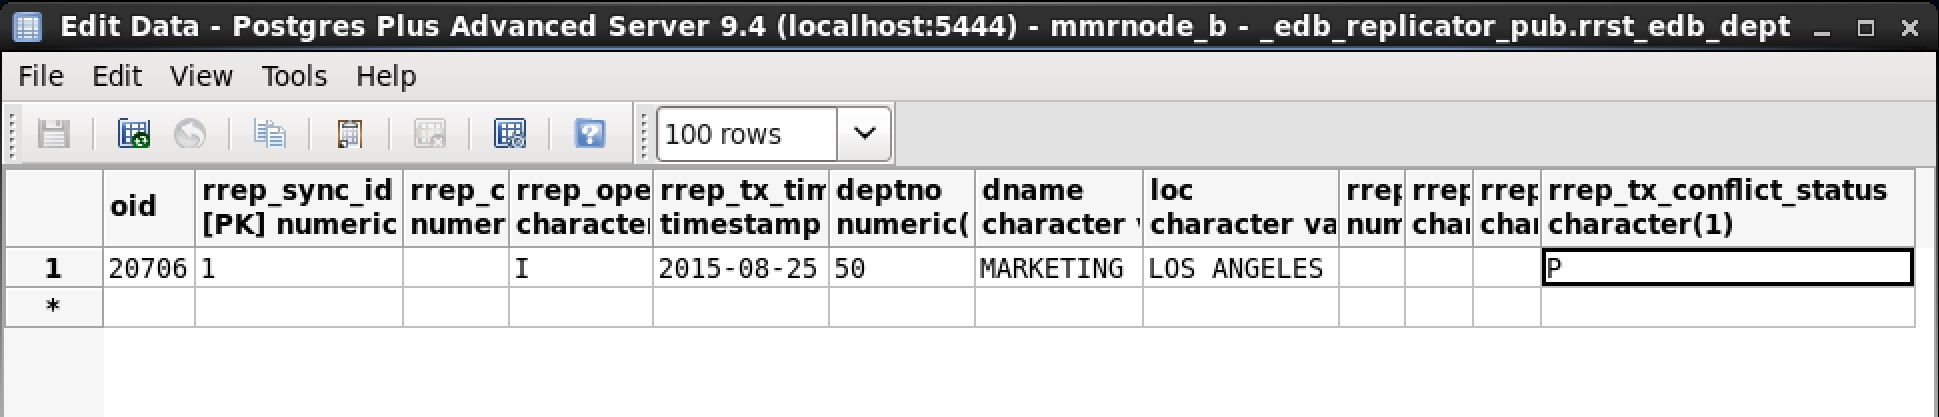 Edit Data - Postgres Plus Advanced Server 9.4 (localhost:5444) - mmrnode_b - _edb_replicator_pub.rrst_edb_dept
File Edit View Tools Help
100 rows
oid rrep_sync_id rrep_c rrep_ope rrep_tx_tim deptno dname loc rrep rrep rrep rrep_tx_conflict_status
[PK] numeric numer character timestamp numeric( character character va num char char character(1)
1 20706 1 I 2015-08-25 50 MARKETING LOS ANGELES P
*